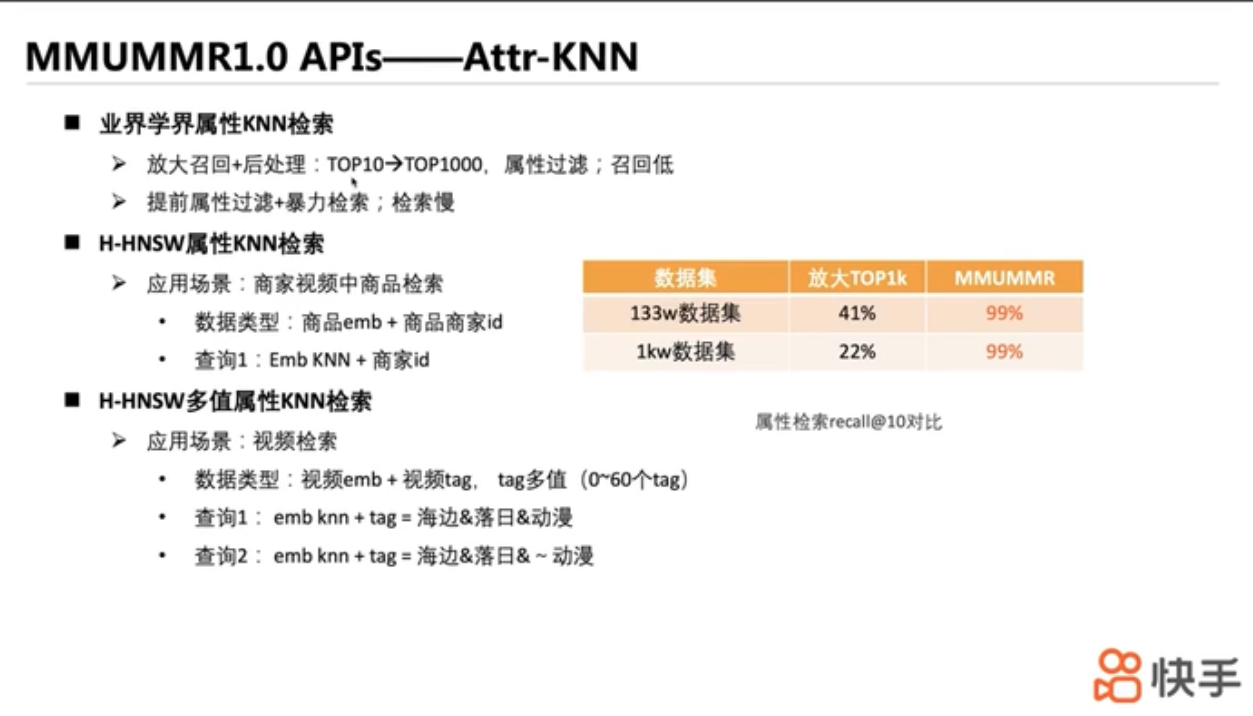 MMUMMR1.0 APIs——Attr-KNN
■ 业界学界属性KNN检索
➢ 放大召回+后处理：TOP10→TOP1000，属性过滤；召回低
➢ 提前属性过滤+暴力检索；检索慢
■ H-HNSW属性KNN检索
➢ 应用场景：商家视频中商品检索
• 数据类型：商品emb + 商品商家id
• 查询1：Emb KNN + 商家id
■ H-HNSW多值属性KNN检索
➢ 应用场景：视频检索
• 数据类型：视频emb + 视频tag， tag多值（0~60个tag）
• 查询1： emb knn + tag = 海边&落日&动漫
• 查询2： emb knn + tag = 海边&落日& ~ 动漫
数据集 放大TOP1k MMUMMR
133w数据集 41% 99%
1kw数据集 22% 99%
属性检索recall@10对比
快手